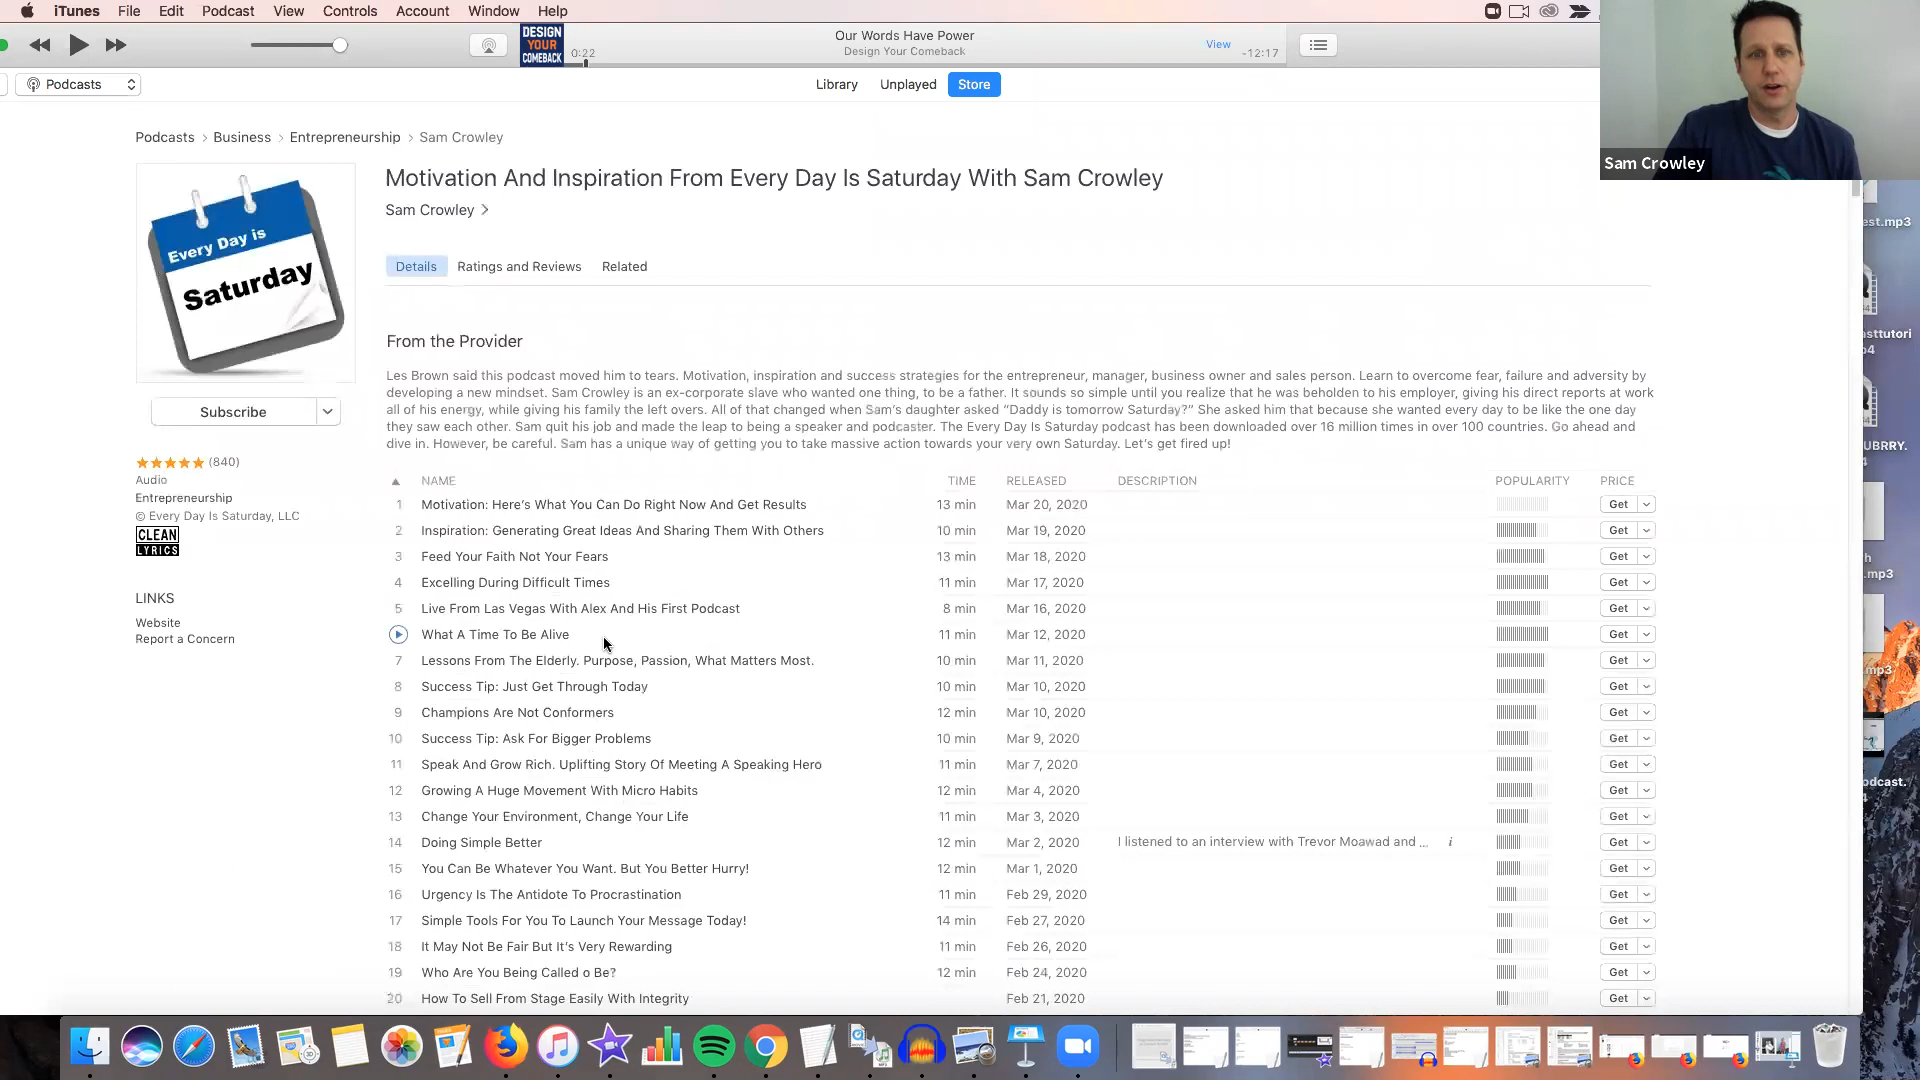 iTunes File Edit Podcast View Controls Account Window Help
DESIGN YOUR COMEBACK
0:22
Our Words Have Power
Design Your Comeback
View
-12:17
Podcasts
Library Unplayed Store
Sam Crowley
Podcasts > Business > Entrepreneurship > Sam Crowley
Every Day is
Saturday
Motivation And Inspiration From Every Day Is Saturday With Sam Crowley
Sam Crowley >
Details Ratings and Reviews Related
From the Provider
Les Brown said this podcast moved him to tears. Motivation, inspiration and success strategies for the entrepreneur, manager, business owner and sales person. Learn to overcome fear, failure and adversity by
developing a new mindset. Sam Crowley is an ex-corporate slave who wanted one thing, to be a father. It sounds so simple until you realize that he was beholden to his employer, giving his direct reports at work
all of his energy, while giving his family the left overs. All of that changed when Sam's daughter asked “Daddy is tomorrow Saturday?” She asked him that because she wanted every day to be like the one day
they saw each other. Sam quit his job and made the leap to being a speaker and podcaster. The Every Day Is Saturday podcast has been downloaded over 16 million times in over 100 countries. Go ahead and
dive in. However, be careful. Sam has a unique way of getting you to take massive action towards your very own Saturday. Let's get fired up!
Subscribe
★★★★★ (840)
Audio
Entrepreneurship
© Every Day Is Saturday, LLC
CLEAN
LYRICS
LINKS
Website
Report a Concern
NAME TIME RELEASED DESCRIPTION POPULARITY PRICE
1 Motivation: Here's What You Can Do Right Now And Get Results 13 min Mar 20, 2020 Get
2 Inspiration: Generating Great Ideas And Sharing Them With Others 10 min Mar 19, 2020 Get
3 Feed Your Faith Not Your Fears 13 min Mar 18, 2020 Get
4 Excelling During Difficult Times 11 min Mar 17, 2020 Get
5 Live From Las Vegas With Alex And His First Podcast 8 min Mar 16, 2020 Get
What A Time To Be Alive 11 min Mar 12, 2020 Get
7 Lessons From The Elderly. Purpose, Passion, What Matters Most. 10 min Mar 11, 2020 Get
8 Success Tip: Just Get Through Today 10 min Mar 10, 2020 Get
9 Champions Are Not Conformers 12 min Mar 10, 2020 Get
10 Success Tip: Ask For Bigger Problems 10 min Mar 9, 2020 Get
11 Speak And Grow Rich. Uplifting Story Of Meeting A Speaking Hero 11 min Mar 7, 2020 Get
12 Growing A Huge Movement With Micro Habits 12 min Mar 4, 2020 Get
13 Change Your Environment, Change Your Life 11 min Mar 3, 2020 Get
14 Doing Simple Better 12 min Mar 2, 2020 I listened to an interview with Trevor Moawad and ... i Get
15 You Can Be Whatever You Want. But You Better Hurry! 12 min Mar 1, 2020 Get
16 Urgency Is The Antidote To Procrastination 11 min Feb 29, 2020 Get
17 Simple Tools For You To Launch Your Message Today! 14 min Feb 27, 2020 Get
18 It May Not Be Fair But It's Very Rewarding 11 min Feb 26, 2020 Get
19 Who Are You Being Called o Be? 12 min Feb 24, 2020 Get
20 How To Sell From Stage Easily With Integrity Feb 21, 2020 Get
est.mp3
asttutori
UBRRY.
.mp3
mp3
odcast.